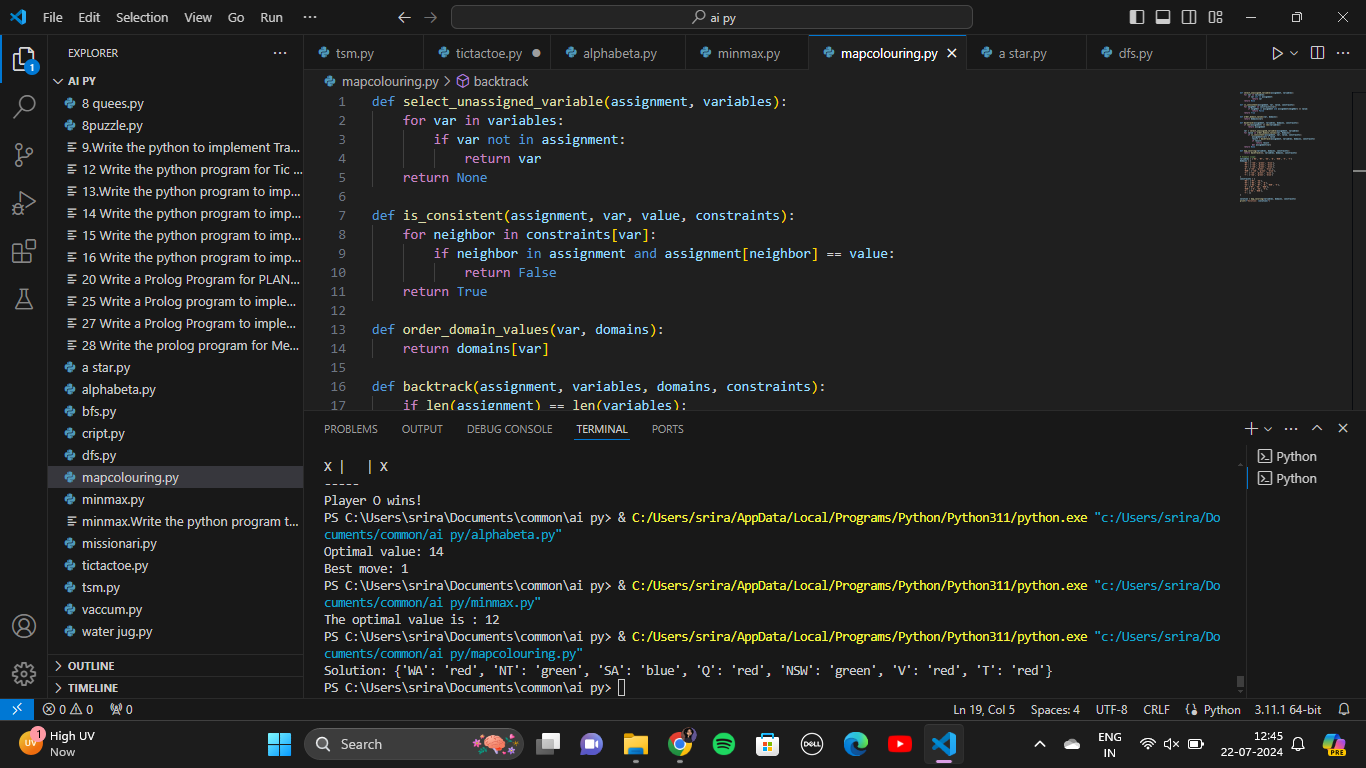 File Edit Selection View Go Run ··· ai py
EXPLORER ···
AI PY
8 quees.py
8puzzle.py
9.Write the python to implement Tra...
12 Write the python program for Tic ...
13.Write the python program to imp...
14 Write the python program to imp...
15 Write the python program to imp...
16 Write the python program to imp...
20 Write a Prolog Program for PLAN...
25 Write a Prolog program to imple...
27 Write a Prolog Program to imple...
28 Write the prolog program for Me...
a star.py
alphabeta.py
bfs.py
cript.py
dfs.py
mapcolouring.py
minmax.py
minmax.Write the python program t...
missionari.py
tictactoe.py
tsm.py
vaccum.py
water jug.py
OUTLINE
TIMELINE
1
tsm.py tictactoe.py alphabeta.py minmax.py mapcolouring.py a star.py dfs.py
mapcolouring.py > backtrack
1 def select_unassigned_variable(assignment, variables):
2 for var in variables:
3 if var not in assignment:
4 return var
5 return None
6
7 def is_consistent(assignment, var, value, constraints):
8 for neighbor in constraints[var]:
9 if neighbor in assignment and assignment[neighbor] == value:
10 return False
11 return True
12
13 def order_domain_values(var, domains):
14 return domains[var]
15
16 def backtrack(assignment, variables, domains, constraints):
17 if len(assignment) == len(variables):
PROBLEMS OUTPUT DEBUG CONSOLE TERMINAL PORTS
X | | X
-----
Player O wins!
PS C:\Users\srira\Documents\common\ai py> & C:/Users/srira/AppData/Local/Programs/Python/Python311/python.exe "c:/Users/srira/Do
cuments/common/ai py/alphabeta.py"
Optimal value: 14
Best move: 1
PS C:\Users\srira\Documents\common\ai py> & C:/Users/srira/AppData/Local/Programs/Python/Python311/python.exe "c:/Users/srira/Do
cuments/common/ai py/minmax.py"
The optimal value is : 12
PS C:\Users\srira\Documents\common\ai py> & C:/Users/srira/AppData/Local/Programs/Python/Python311/python.exe "c:/Users/srira/Do
cuments/common/ai py/mapcolouring.py"
Solution: {'WA': 'red', 'NT': 'green', 'SA': 'blue', 'Q': 'red', 'NSW': 'green', 'V': 'red', 'T': 'red'}
PS C:\Users\srira\Documents\common\ai py>
Python
Python
0 0 0 Ln 19, Col 5 Spaces: 4 UTF-8 CRLF Python 3.11.1 64-bit
UV 1 High UV
Now
Search
DELL
ENG
IN
12:45
22-07-2024
PRE